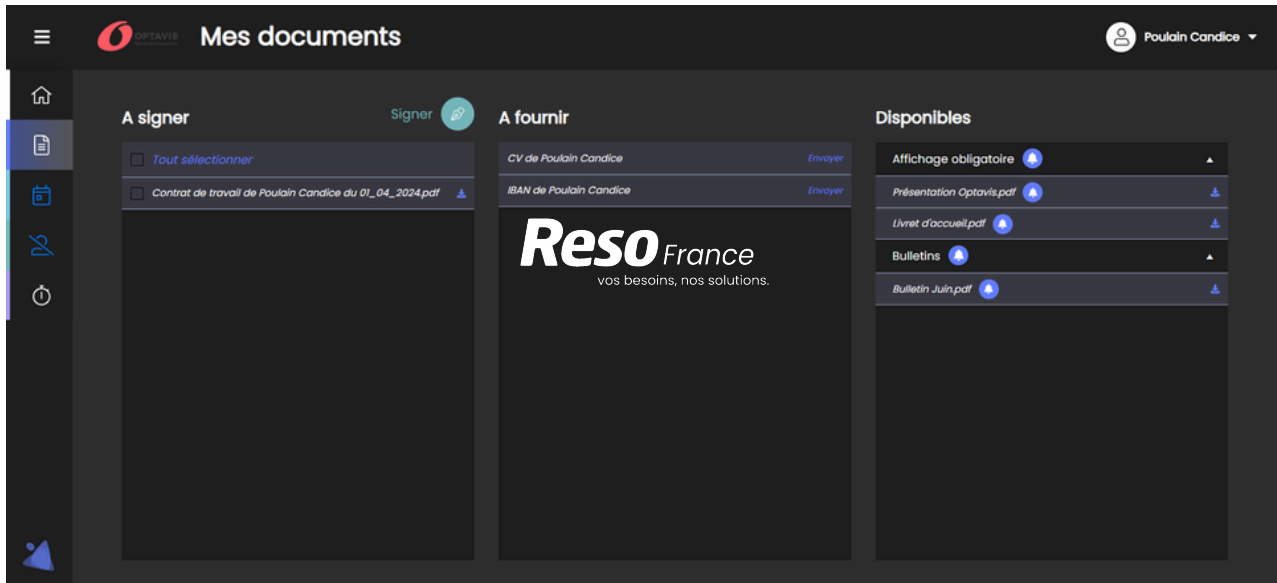 OPTAVIS
Mes documents
Poulain Candice
A signer
Signer
Tout sélectionner
Contrat de travail de Poulain Candice du 01_04_2024.pdf
A fournir
CV de Poulain Candice
Envoyer
IBAN de Poulain Candice
Envoyer
Reso France
vos besoins, nos solutions.
Disponibles
Affichage obligatoire
Présentation Optavis.pdf
Livret d'accueil.pdf
Bulletins
Bulletin Juin.pdf